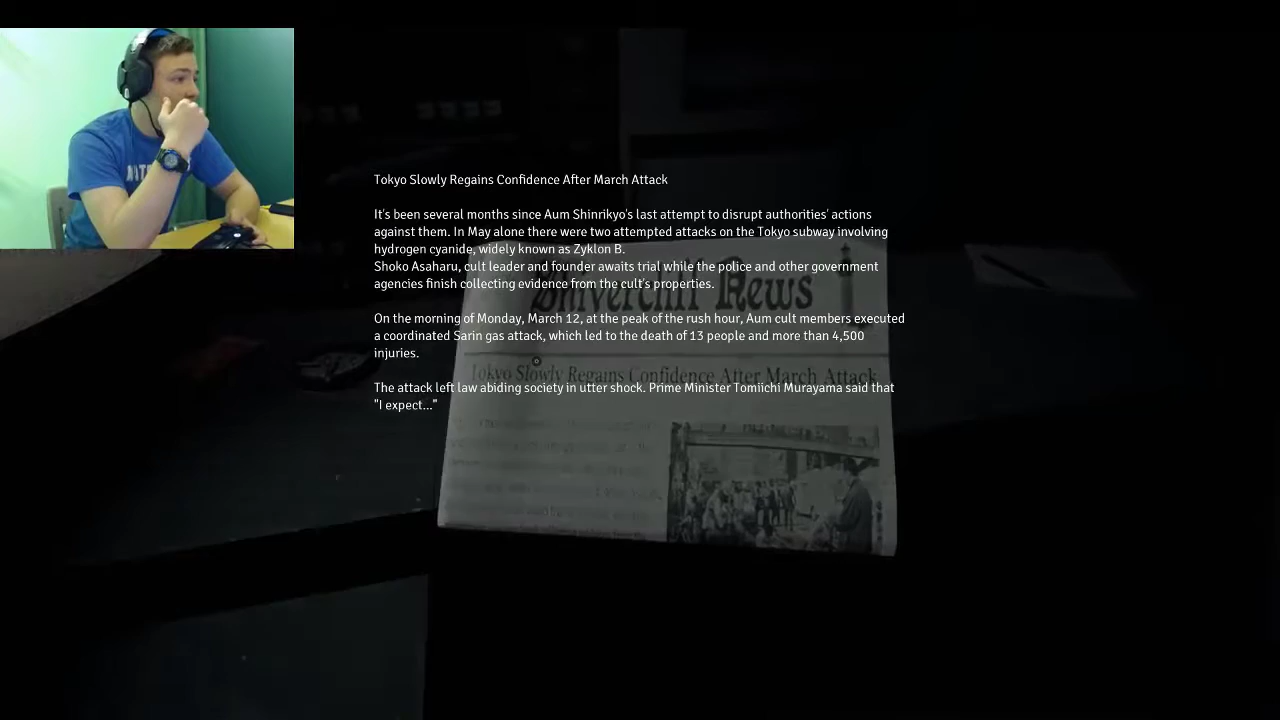 Tokyo Slowly Regains Confidence After March Attack
It's been several months since Aum Shinrikyo's last attempt to disrupt authorities' actions
against them. In May alone there were two attempted attacks on the Tokyo subway involving
hydrogen cyanide, widely known as Zyklon B.
Shoko Asaharu, cult leader and founder awaits trial while the police and other government
agencies finish collecting evidence from the cult's properties.
On the morning of Monday, March 12, at the peak of the rush hour, Aum cult members executed
a coordinated Sarin gas attack, which led to the death of 13 people and more than 4,500
injuries.
The attack left law abiding society in utter shock. Prime Minister Tomiichi Murayama said that
"I expect..."
Shivercliff News
Tokyo Slowly Regains Confidence After March Attack